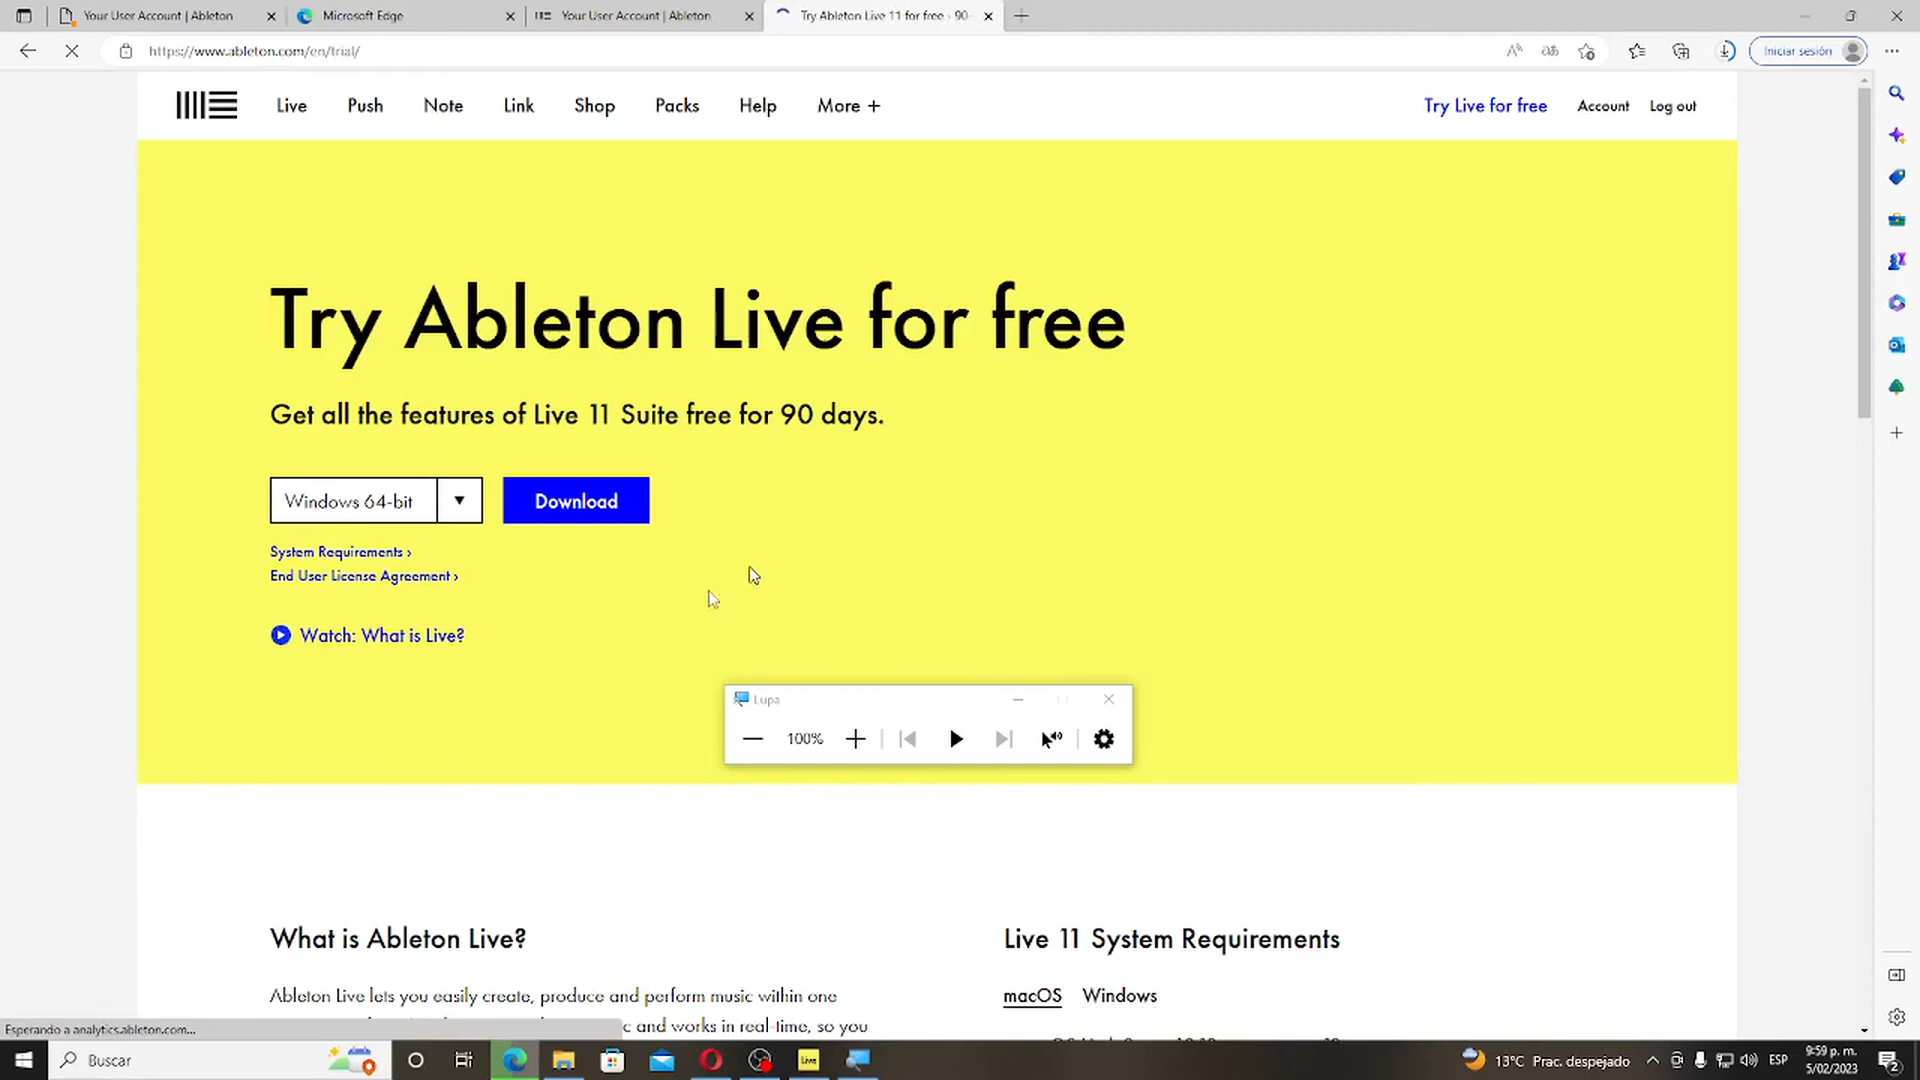 Your User Account | Ableton
Microsoft Edge
Your User Account | Ableton
Try Ableton Live 11 for free - 90-
https://www.ableton.com/en/trial/
Iniciar sesión
Live Push Note Link Shop Packs Help More +
Try Live for free Account Log out
Try Ableton Live for free
Get all the features of Live 11 Suite free for 90 days.
Windows 64-bit
Download
System Requirements ›
End User License Agreement ›
Watch: What is Live?
Lupa
100%
What is Ableton Live?
Ableton Live lets you easily create, produce and perform music within one
c and works in real-time, so you
Live 11 System Requirements
macOS Windows
Esperando a analytics.ableton.com...
Buscar
Live
13°C Prac. despejado
ESP
9:59 p. m.
5/02/2023
2